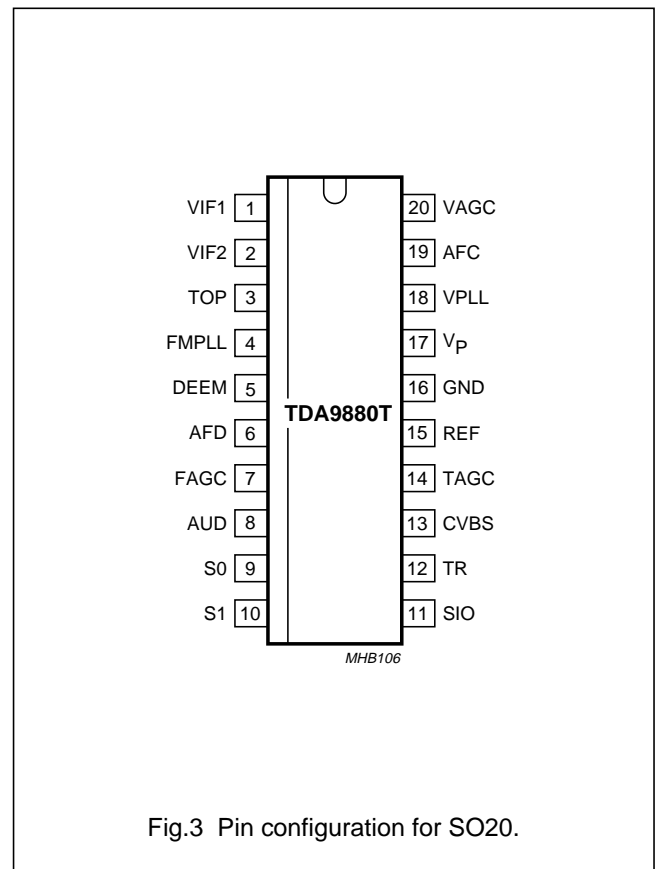 VIF1 1 20 VAGC
VIF2 2 19 AFC
TOP 3 18 VPLL
FMPLL 4 17 VP
DEEM 5 16 GND
TDA9880T
AFD 6 15 REF
FAGC 7 14 TAGC
AUD 8 13 CVBS
S0 9 12 TR
S1 10 11 SIO
MHB106
Fig.3 Pin configuration for SO20.